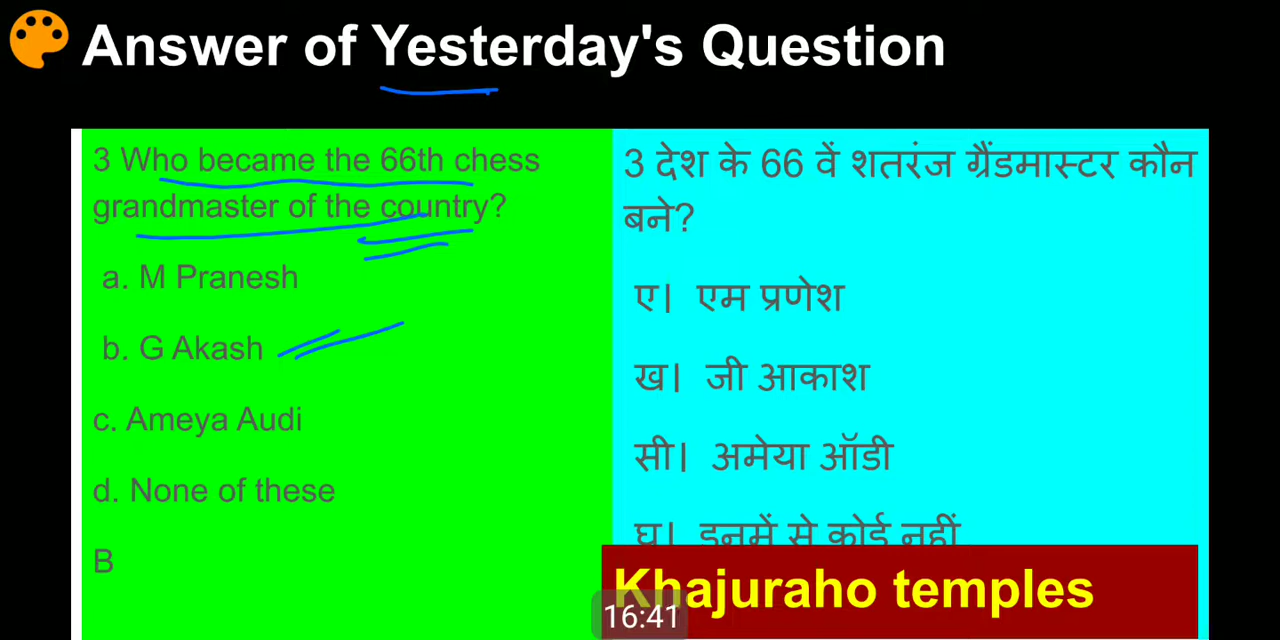 Answer of Yesterday's Question
3 Who became the 66th chess
grandmaster of the country?
a. M Pranesh
b. G Akash
c. Ameya Audi
d. None of these
B
3 देश के 66 वें शतरंज ग्रैंडमास्टर कौन
बने?
ए। एम प्रणेश
ख। जी आकाश
सी। अमेया ऑडी
घ। इनमें से कोई नहीं
Khajuraho temples
16:41